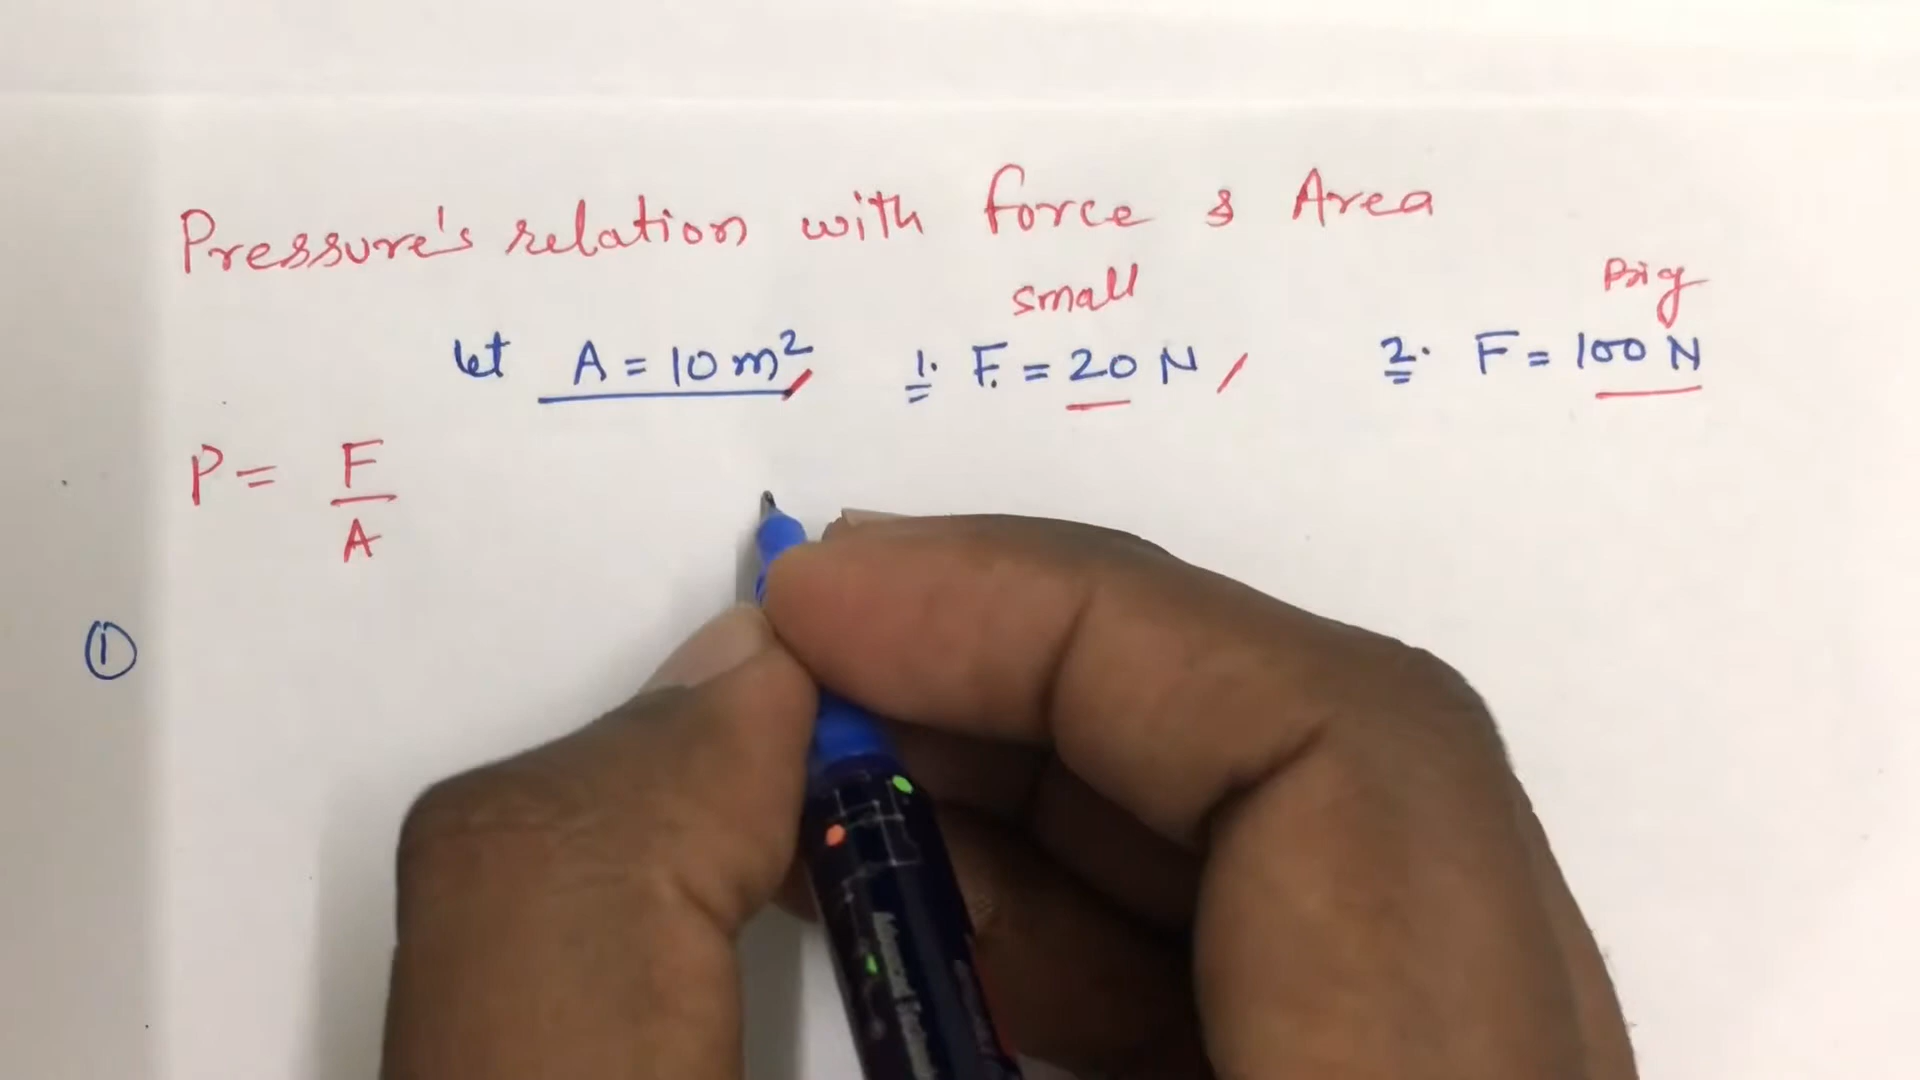 Pressure's relation with force & Area
small Big
let A = 10 m² 1. F = 20 N 2. F = 100 N
P = F/A
①